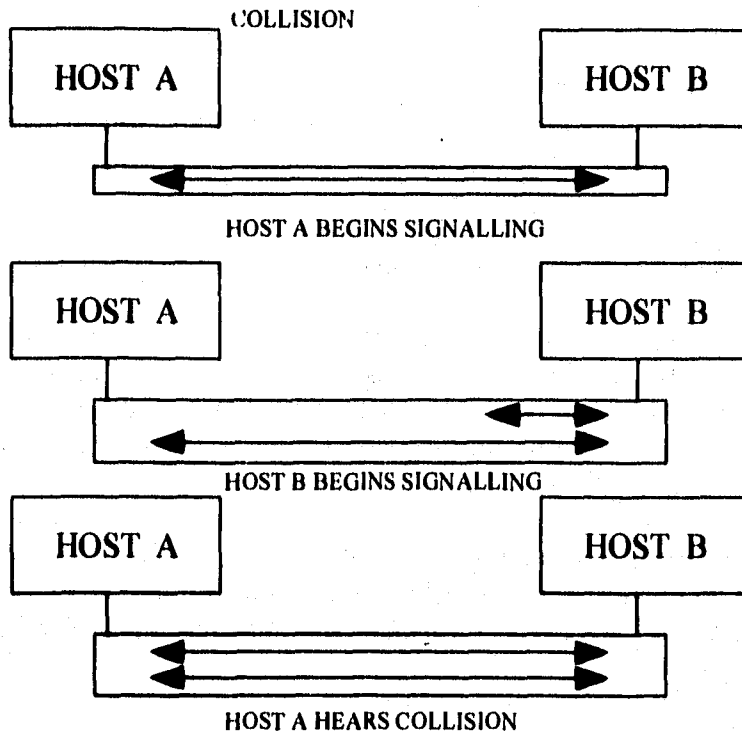 COLLISION
HOST A
HOST B
HOST A BEGINS SIGNALLING
HOST A
HOST B
HOST B BEGINS SIGNALLING
HOST A
HOST B
HOST A HEARS COLLISION